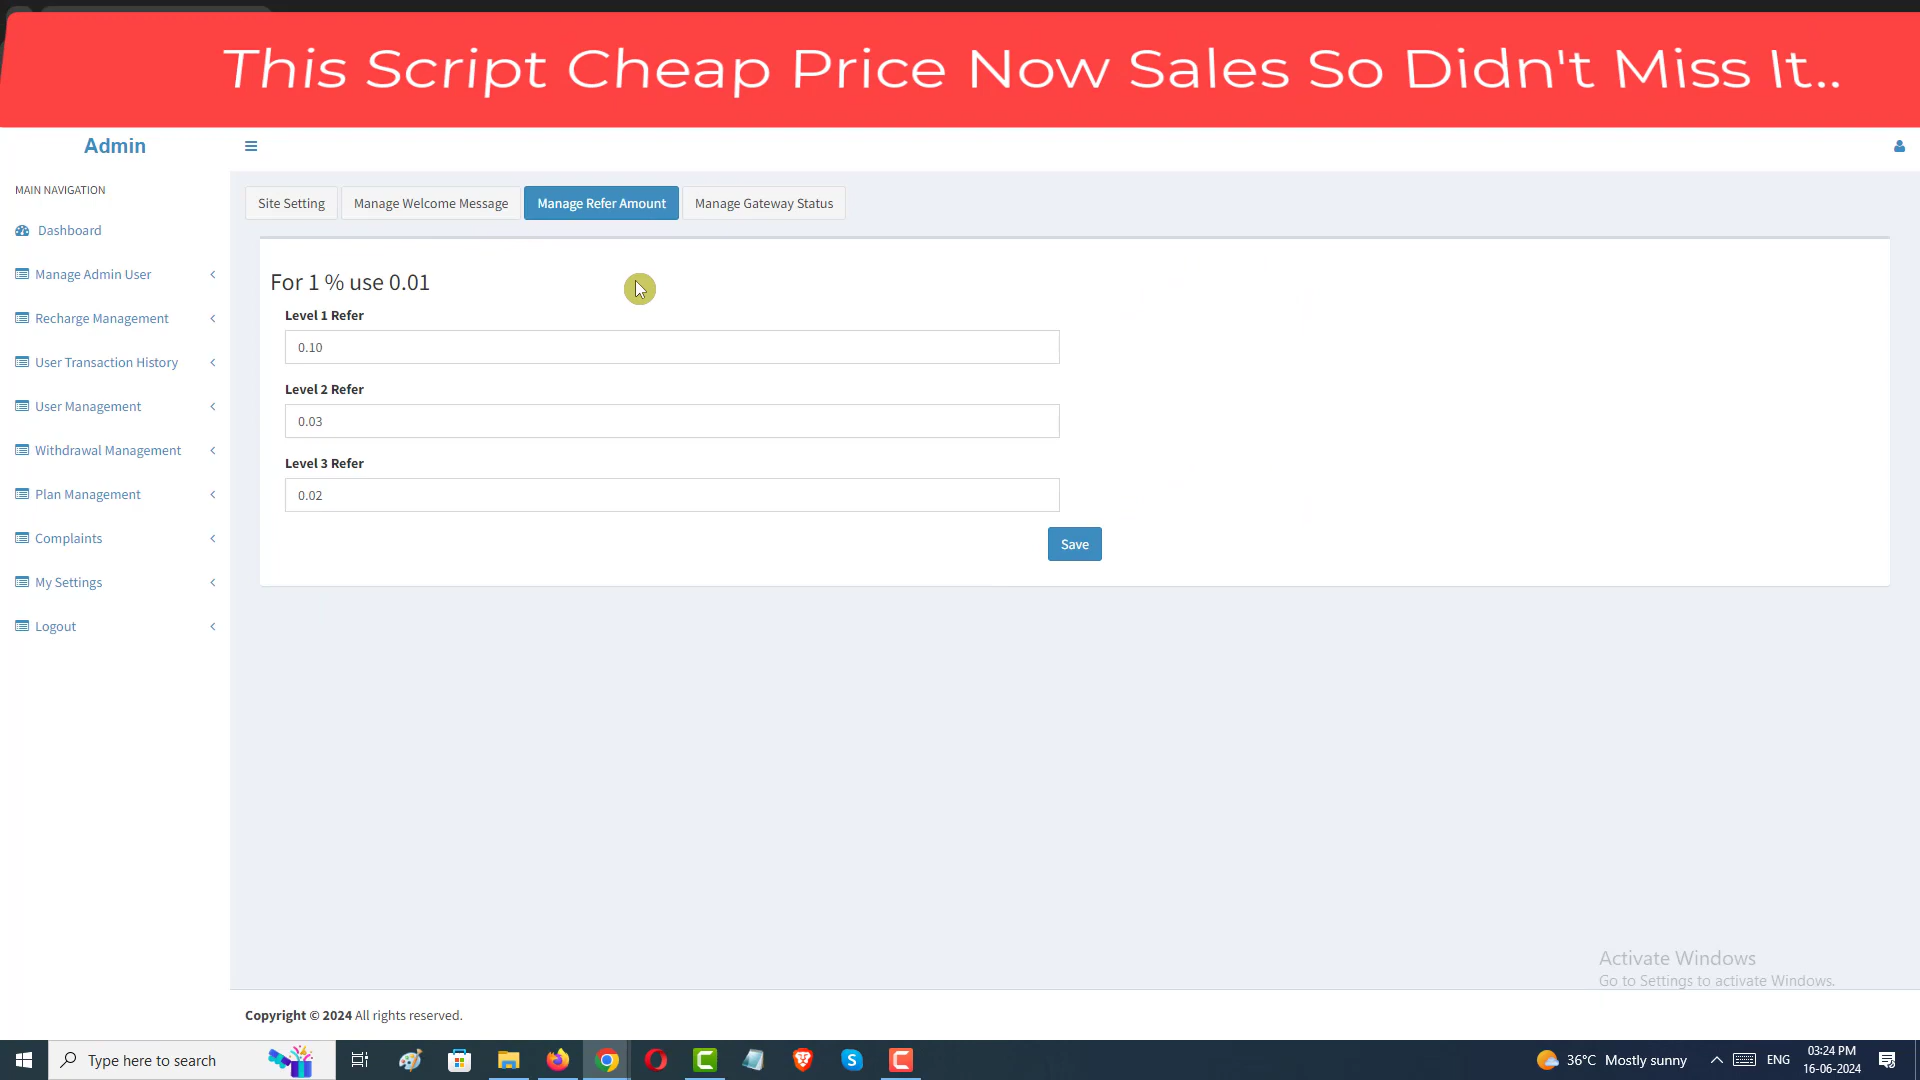 This Script Cheap Price Now Sales So Didn't Miss It..
Admin
MAIN NAVIGATION
Dashboard
Manage Admin User
Recharge Management
User Transaction History
User Management
Withdrawal Management
Plan Management
Complaints
My Settings
Logout
Site Setting
Manage Welcome Message
Manage Refer Amount
Manage Gateway Status
For 1 % use 0.01
Level 1 Refer
0.10
Level 2 Refer
0.03
Level 3 Refer
0.02
Save
Activate Windows
Go to Settings to activate Windows.
Copyright © 2024 All rights reserved.
Type here to search
36°C Mostly sunny
ENG
03:24 PM
16-06-2024